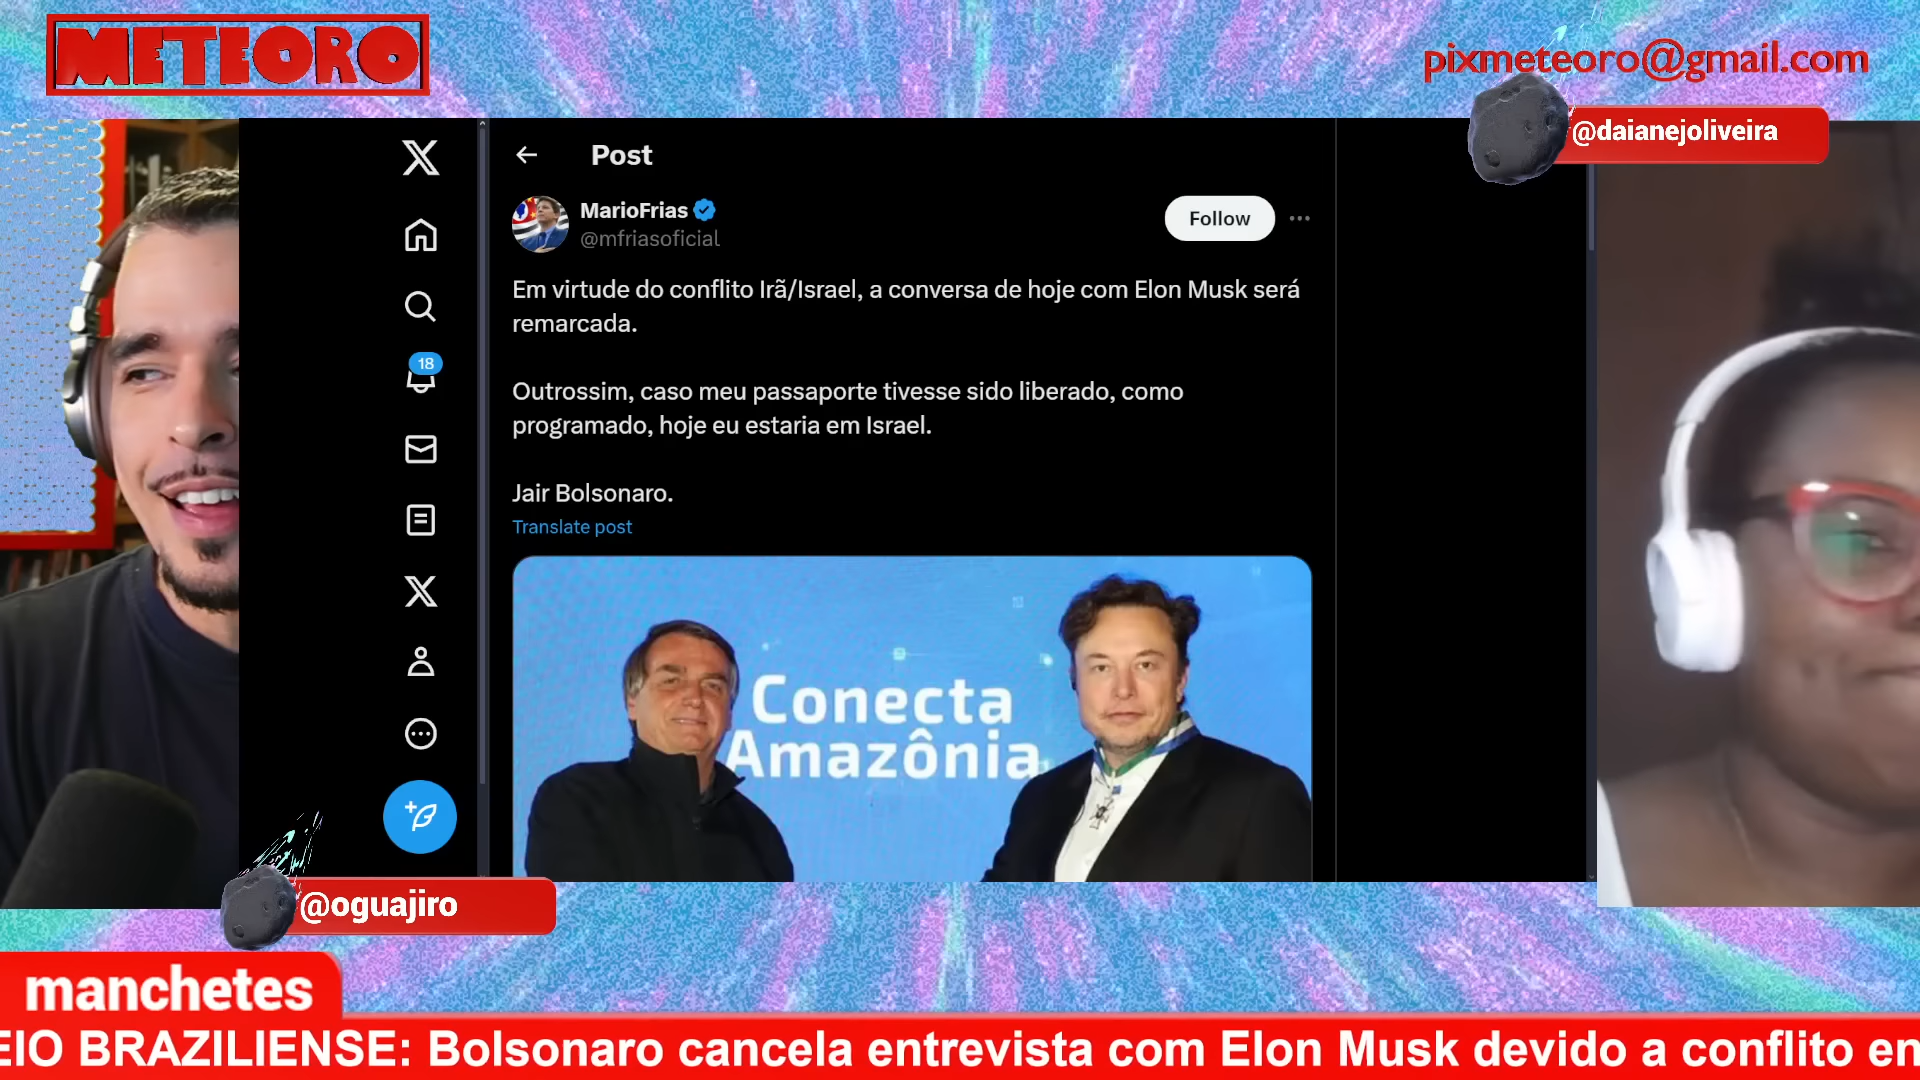 METEORO
pixmeteoro@gmail.com
@daianejoliveira
Post
MarioFrias
@mfriasoficial
Follow
Em virtude do conflito Irã/Israel, a conversa de hoje com Elon Musk será
remarcada.
Outrossim, caso meu passaporte tivesse sido liberado, como
programado, hoje eu estaria em Israel.
Jair Bolsonaro.
Translate post
18
Conecta
Amazônia
@oguajiro
manchetes
EIO BRAZILIENSE: Bolsonaro cancela entrevista com Elon Musk devido a conflito en